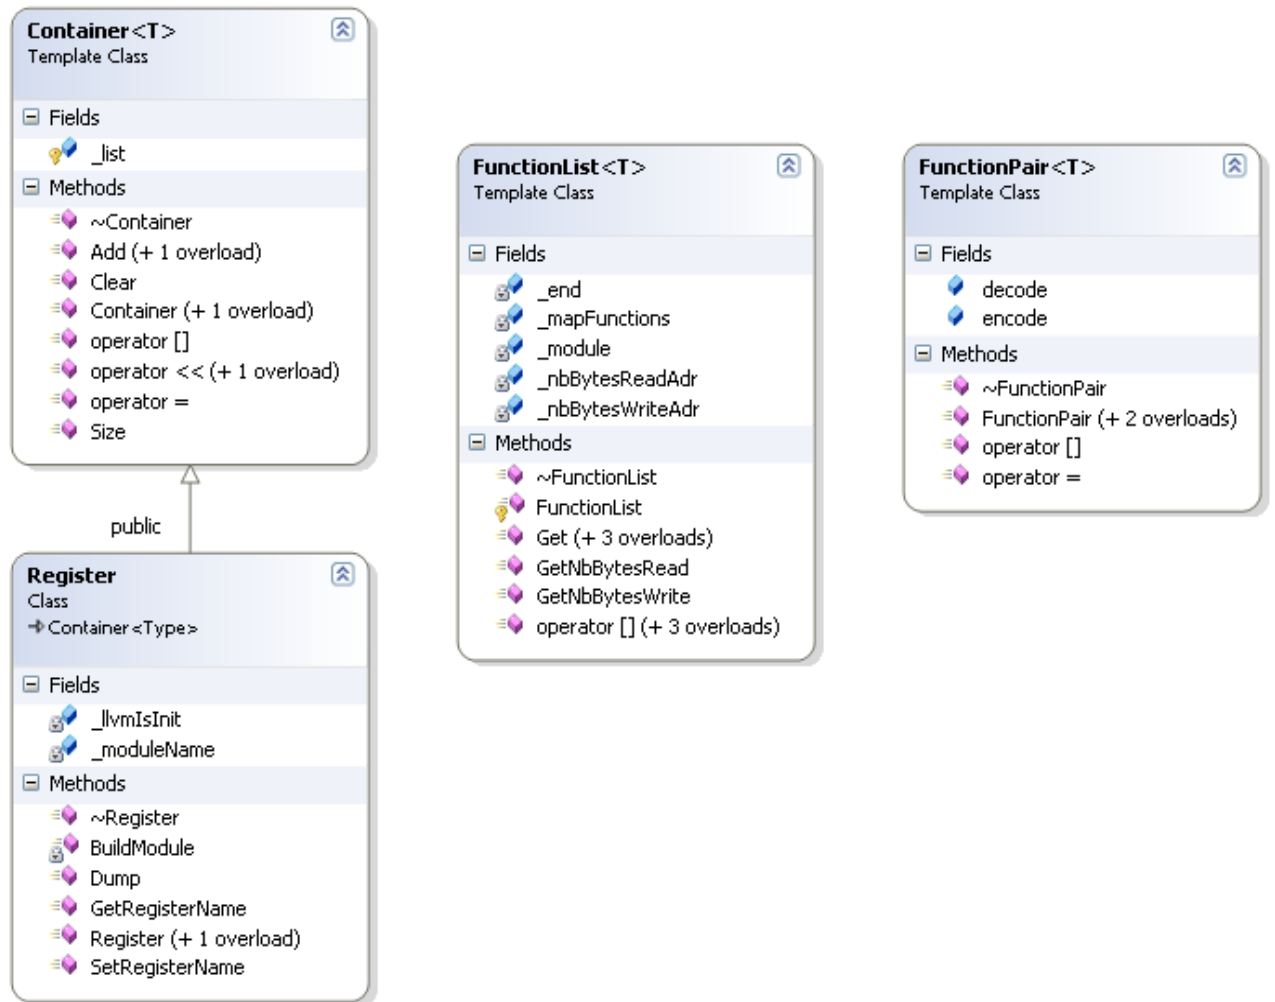 Container<T>
Template Class
Fields
_list
Methods
~Container
Add (+ 1 overload)
Clear
Container (+ 1 overload)
operator []
operator << (+ 1 overload)
operator =
Size
public
Register
Class
Container<Type>
Fields
_llvmIsInit
_moduleName
Methods
~Register
BuildModule
Dump
GetRegisterName
Register (+ 1 overload)
SetRegisterName
FunctionList<T>
Template Class
Fields
_end
_mapFunctions
_module
_nbBytesReadAdr
_nbBytesWriteAdr
Methods
~FunctionList
FunctionList
Get (+ 3 overloads)
GetNbBytesRead
GetNbBytesWrite
operator [] (+ 3 overloads)
FunctionPair<T>
Template Class
Fields
decode
encode
Methods
~FunctionPair
FunctionPair (+ 2 overloads)
operator []
operator =